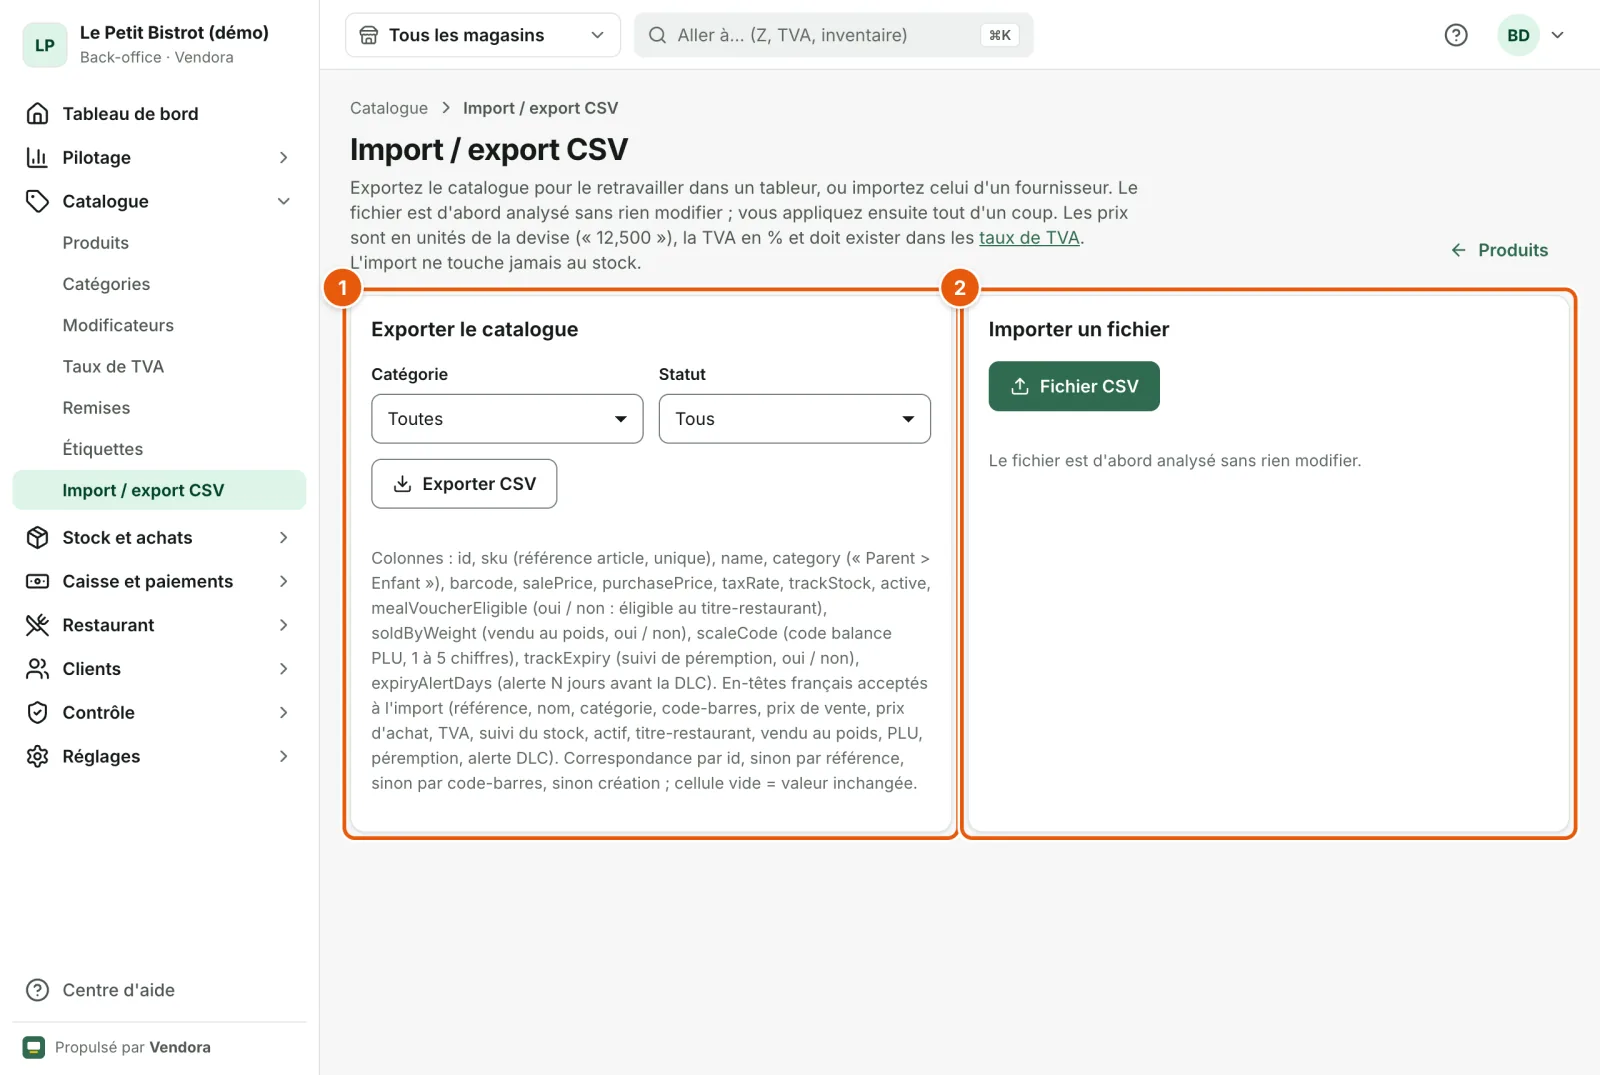 LP
Le Petit Bistrot (démo)
Back-office · Vendora
Tableau de bord
Pilotage
Catalogue
Produits
Catégories
Modificateurs
Taux de TVA
Remises
Étiquettes
Import / export CSV
Stock et achats
Caisse et paiements
Restaurant
Clients
Contrôle
Réglages
Centre d'aide
Propulsé par Vendora
Tous les magasins
Aller à... (Z, TVA, inventaire)
⌘K
BD
Catalogue > Import / export CSV
Import / export CSV
Exportez le catalogue pour le retravailler dans un tableur, ou importez celui d'un fournisseur. Le
fichier est d'abord analysé sans rien modifier ; vous appliquez ensuite tout d'un coup. Les prix
sont en unités de la devise (« 12,500 »), la TVA en % et doit exister dans les taux de TVA.
L'import ne touche jamais au stock.
← Produits
1
Exporter le catalogue
Catégorie
Statut
Toutes
Tous
Exporter CSV
Colonnes : id, sku (référence article, unique), name, category (« Parent >
Enfant »), barcode, salePrice, purchasePrice, taxRate, trackStock, active,
mealVoucherEligible (oui / non : éligible au titre-restaurant),
soldByWeight (vendu au poids, oui / non), scaleCode (code balance
PLU, 1 à 5 chiffres), trackExpiry (suivi de péremption, oui / non),
expiryAlertDays (alerte N jours avant la DLC). En-têtes français acceptés
à l'import (référence, nom, catégorie, code-barres, prix de vente, prix
d'achat, TVA, suivi du stock, actif, titre-restaurant, vendu au poids, PLU,
péremption, alerte DLC). Correspondance par id, sinon par référence,
sinon par code-barres, sinon création ; cellule vide = valeur inchangée.
2
Importer un fichier
Fichier CSV
Le fichier est d'abord analysé sans rien modifier.